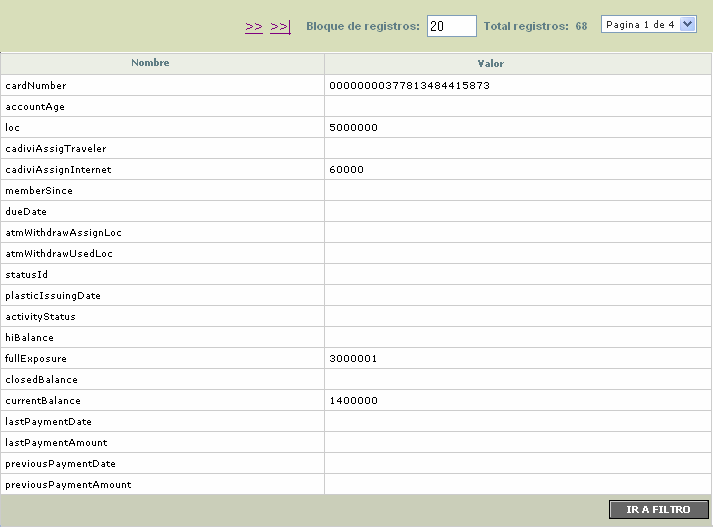 >> >>| Bloque de registros: 20 Total registros: 68 Pagina 1 de 4
Nombre Valor
cardNumber 00000000377813484415873
accountAge
loc 5000000
cadiviAssigTraveler
cadiviAssignInternet 60000
memberSince
dueDate
atmWithdrawAssignLoc
atmWithdrawUsedLoc
statusId
plasticIssuingDate
activityStatus
hiBalance
fullExposure 3000001
closedBalance
currentBalance 1400000
lastPaymentDate
lastPaymentAmount
previousPaymentDate
previousPaymentAmount
IR A FILTRO